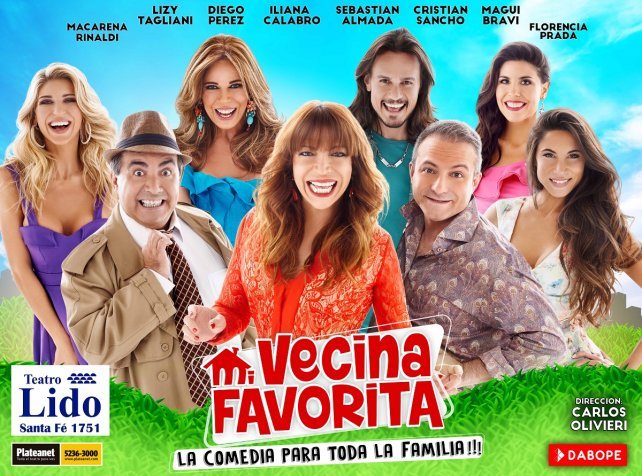 MACARENA
RINALDI
LIZY
TAGLIANI
DIEGO
PEREZ
ILIANA
CALABRO
SEBASTIAN
ALMADA
CRISTIAN
SANCHO
MAGUI
BRAVI
FLORENCIA
PRADA
Mi VECINA
FAVORITA
LA COMEDIA PARA TODA LA FAMILIA!!!
Teatro
Lido
Santa Fé 1751
Plateanet
5236-3000
DIRECCION:
CARLOS
OLIVIERI
DABOPE